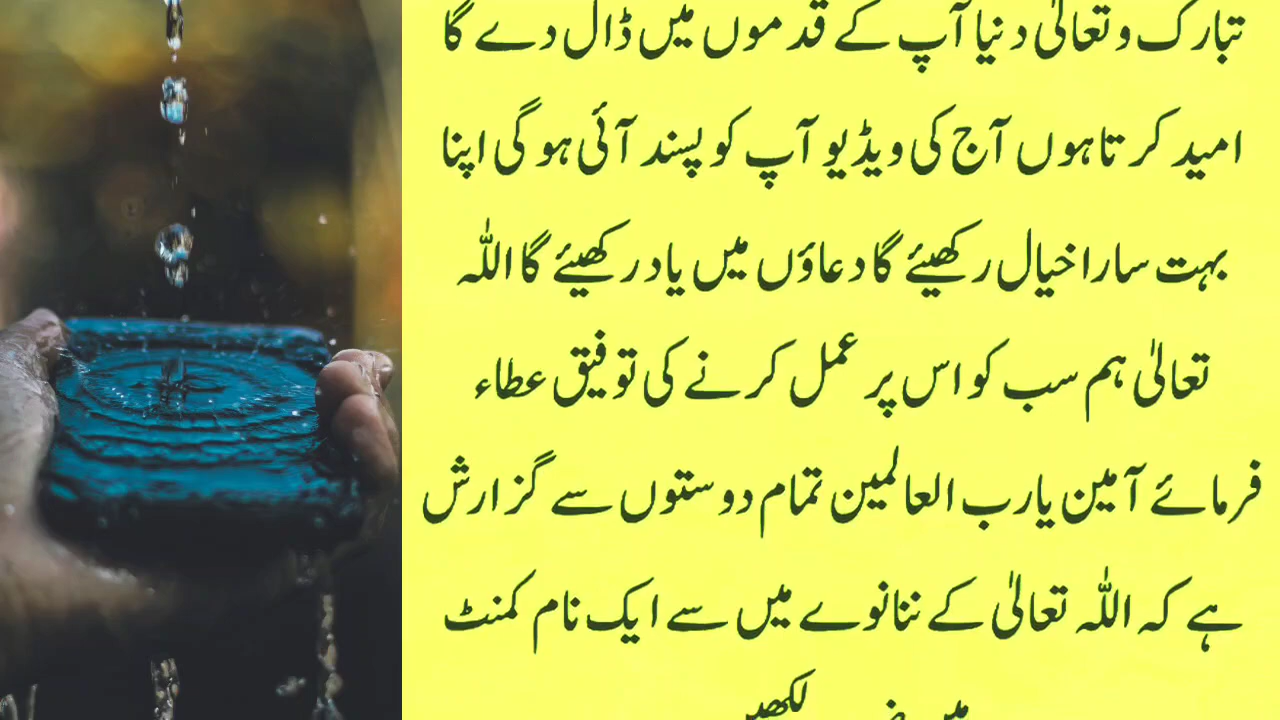 تبارک وتعالیٰ دنیا آپ کے قدموں میں ڈال دے گا
امید کرتا ہوں آج کی ویڈیو آپ کو پسند آئی ہو گی اپنا
بہت سارا خیال رکھیئے گا دعاؤں میں یاد رکھیئے گا اللہ
تعالیٰ ہم سب کو اس پر عمل کرنے کی توفیق عطاء
فرمائے آمین یارب العالمین تمام دوستوں سے گزارش
ہے کہ اللہ تعالیٰ کے ننانوے میں سے ایک نام کمنٹ
میں لکھیں